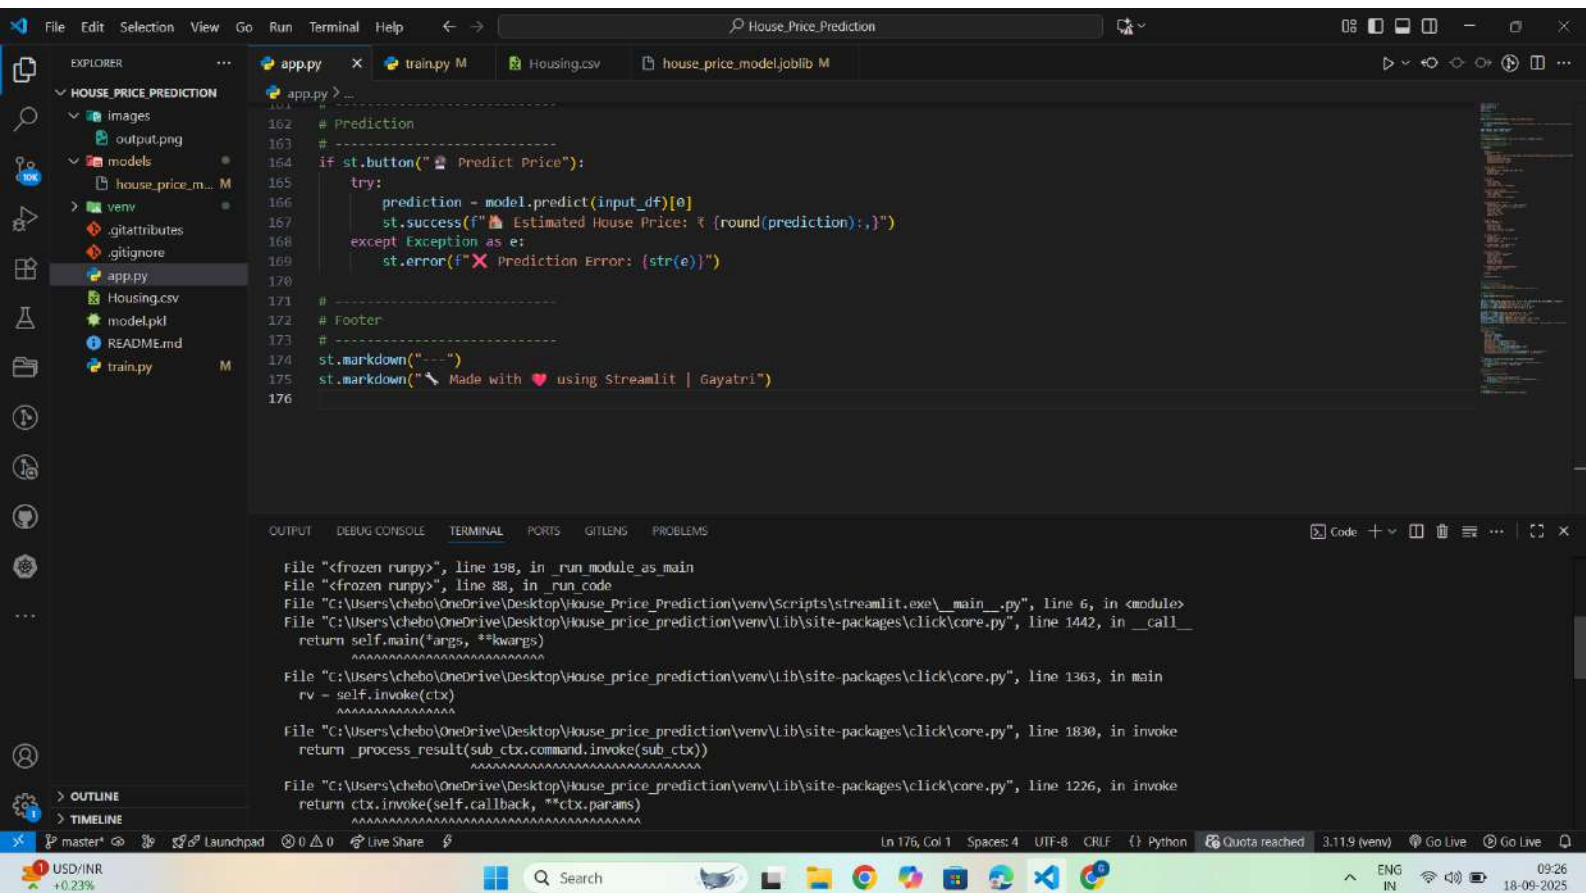 File Edit Selection View Go Run Terminal Help
House_Price_Prediction
EXPLORER
app.py
train.py M
Housing.csv
house_price_model.joblib M
HOUSE_PRICE_PREDICTION
app.py > ...
images
output.png
models
house_price_m... M
venv
.gitattributes
.gitignore
app.py
Housing.csv
model.pkl
README.md
train.py M
161 # ----------------------------
162 # Prediction
163 # ----------------------------
164 if st.button("🔮 Predict Price"):
165 try:
166 prediction = model.predict(input_df)[0]
167 st.success(f"🏠 Estimated House Price: ₹ {round(prediction):,}")
168 except Exception as e:
169 st.error(f"❌ Prediction Error: {str(e)}")
170
171 # ----------------------------
172 # Footer
173 # ----------------------------
174 st.markdown("---")
175 st.markdown("🔧 Made with ❤️ using Streamlit | Gayatri")
176
OUTPUT DEBUG CONSOLE TERMINAL PORTS GITLENS PROBLEMS
Code
File "<frozen runpy>", line 198, in _run_module_as_main
File "<frozen runpy>", line 88, in _run_code
File "C:\Users\chebo\OneDrive\Desktop\House_Price_Prediction\venv\Scripts\streamlit.exe\__main__.py", line 6, in <module>
File "C:\Users\chebo\OneDrive\Desktop\House_price_prediction\venv\Lib\site-packages\click\core.py", line 1442, in __call__
return self.main(*args, **kwargs)
^^^^^^^^^^^^^^^^^^^^^^^^^^
File "C:\Users\chebo\OneDrive\Desktop\House_price_prediction\venv\Lib\site-packages\click\core.py", line 1363, in main
rv = self.invoke(ctx)
^^^^^^^^^^^^^^^^
File "C:\Users\chebo\OneDrive\Desktop\House_price_prediction\venv\Lib\site-packages\click\core.py", line 1830, in invoke
return _process_result(sub_ctx.command.invoke(sub_ctx))
^^^^^^^^^^^^^^^^^^^^^^^^^^^^^^^
File "C:\Users\chebo\OneDrive\Desktop\House_price_prediction\venv\Lib\site-packages\click\core.py", line 1226, in invoke
return ctx.invoke(self.callback, **ctx.params)
^^^^^^^^^^^^^^^^^^^^^^^^^^^^^^^^^^^^^^^
10K
OUTLINE
TIMELINE
1
master* Launchpad 0 0 Live Share
Ln 176, Col 1 Spaces: 4 UTF-8 CRLF {} Python Quota reached 3.11.9 (venv) Go Live Go Live
USD/INR
+0.23%
Search
ENG
IN
09:26
18-09-2025